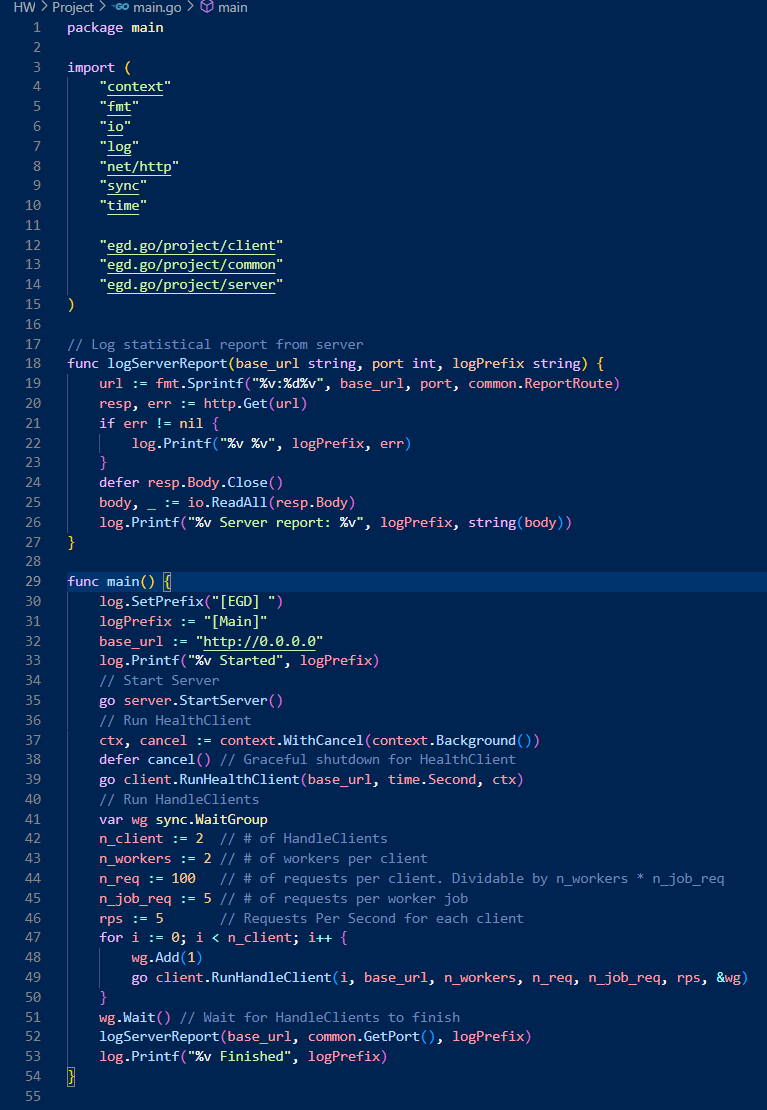 HW > Project > main.go > main
1 package main
2
3 import (
4     "context"
5     "fmt"
6     "io"
7     "log"
8     "net/http"
9     "sync"
10     "time"
11
12     "egd.go/project/client"
13     "egd.go/project/common"
14     "egd.go/project/server"
15 )
16
17 // Log statistical report from server
18 func logServerReport(base_url string, port int, logPrefix string) {
19     url := fmt.Sprintf("%v:%d%v", base_url, port, common.ReportRoute)
20     resp, err := http.Get(url)
21     if err != nil {
22         log.Printf("%v %v", logPrefix, err)
23     }
24     defer resp.Body.Close()
25     body, _ := io.ReadAll(resp.Body)
26     log.Printf("%v Server report: %v", logPrefix, string(body))
27 }
28
29 func main() {
30     log.SetPrefix("[EGD] ")
31     logPrefix := "[Main]"
32     base_url := "http://0.0.0.0"
33     log.Printf("%v Started", logPrefix)
34     // Start Server
35     go server.StartServer()
36     // Run HealthClient
37     ctx, cancel := context.WithCancel(context.Background())
38     defer cancel() // Graceful shutdown for HealthClient
39     go client.RunHealthClient(base_url, time.Second, ctx)
40     // Run HandleClients
41     var wg sync.WaitGroup
42     n_client := 2  // # of HandleClients
43     n_workers := 2 // # of workers per client
44     n_req := 100   // # of requests per client. Dividable by n_workers * n_job_req
45     n_job_req := 5 // # of requests per worker job
46     rps := 5       // Requests Per Second for each client
47     for i := 0; i < n_client; i++ {
48         wg.Add(1)
49         go client.RunHandleClient(i, base_url, n_workers, n_req, n_job_req, rps, &wg)
50     }
51     wg.Wait() // Wait for HandleClients to finish
52     logServerReport(base_url, common.GetPort(), logPrefix)
53     log.Printf("%v Finished", logPrefix)
54 }
55